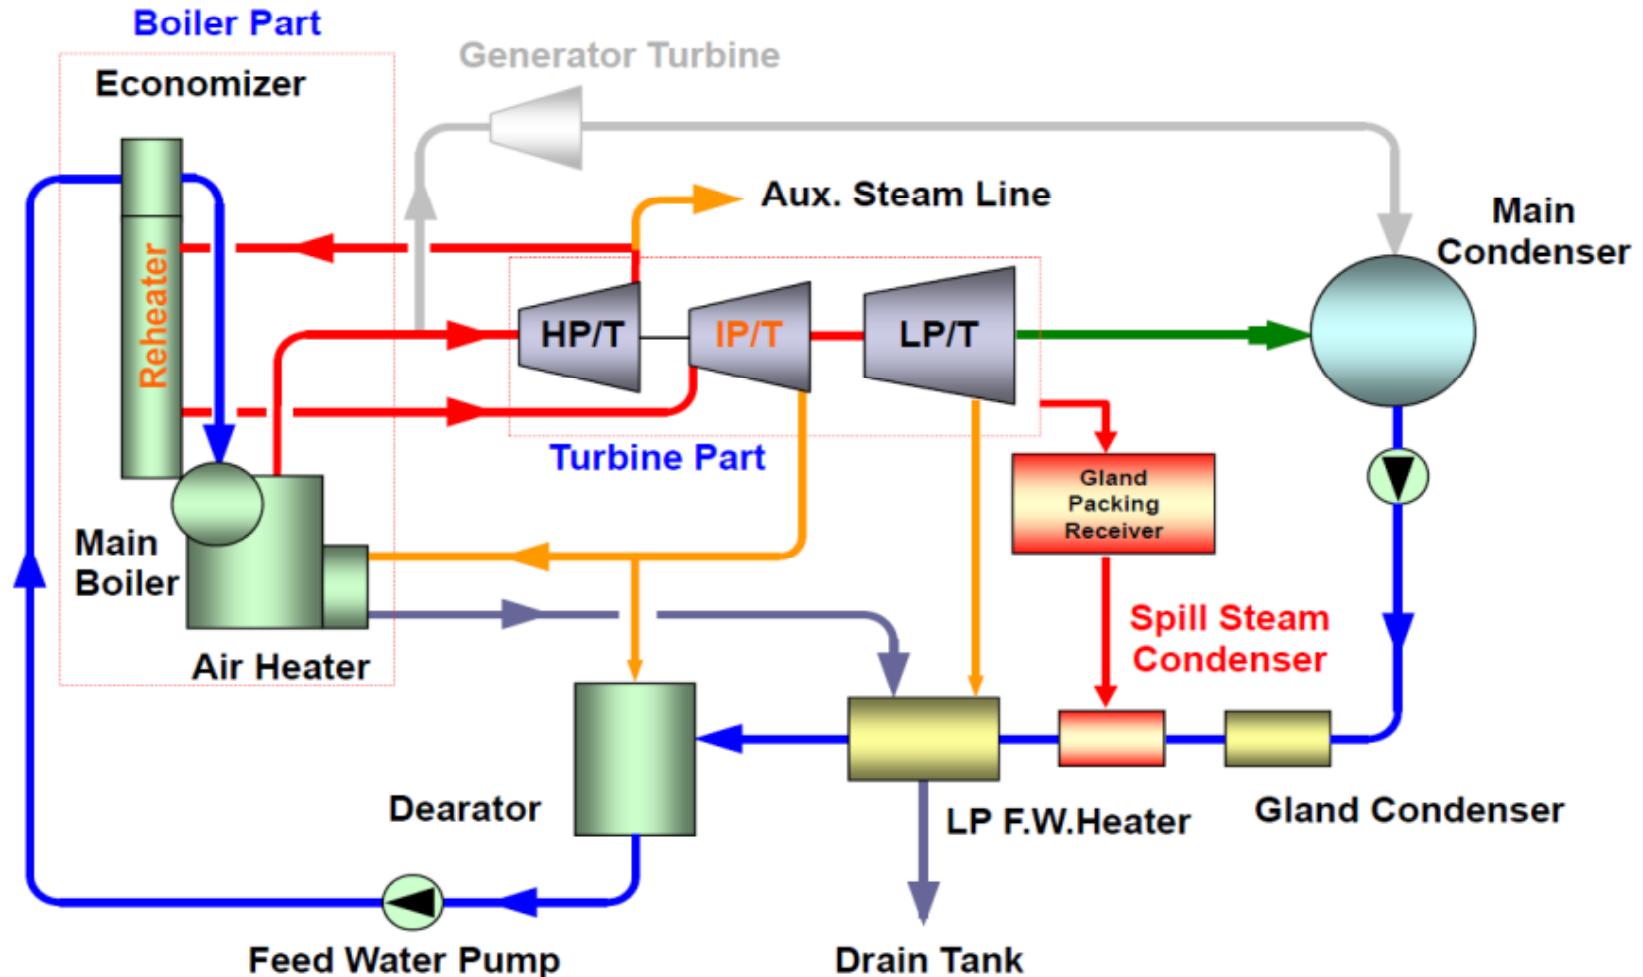 Boiler Part
Generator Turbine
Economizer
Aux. Steam Line
Main
Condenser
Reheater
HP/T
IP/T
LP/T
Turbine Part
Gland
Packing
Receiver
Main
Boiler
Spill Steam
Condenser
Air Heater
Dearator
LP F.W.Heater
Gland Condenser
Feed Water Pump
Drain Tank